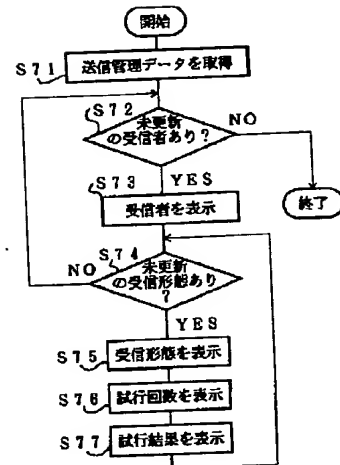 開始
S71
送信管理データを取得
S72
未更新
の受信者あり?
NO
YES
終了
S73
受信者を表示
S74
未更新
の受信形態あり
?
NO
YES
S75
受信形態を表示
S76
試行回数を表示
S77
試行結果を表示